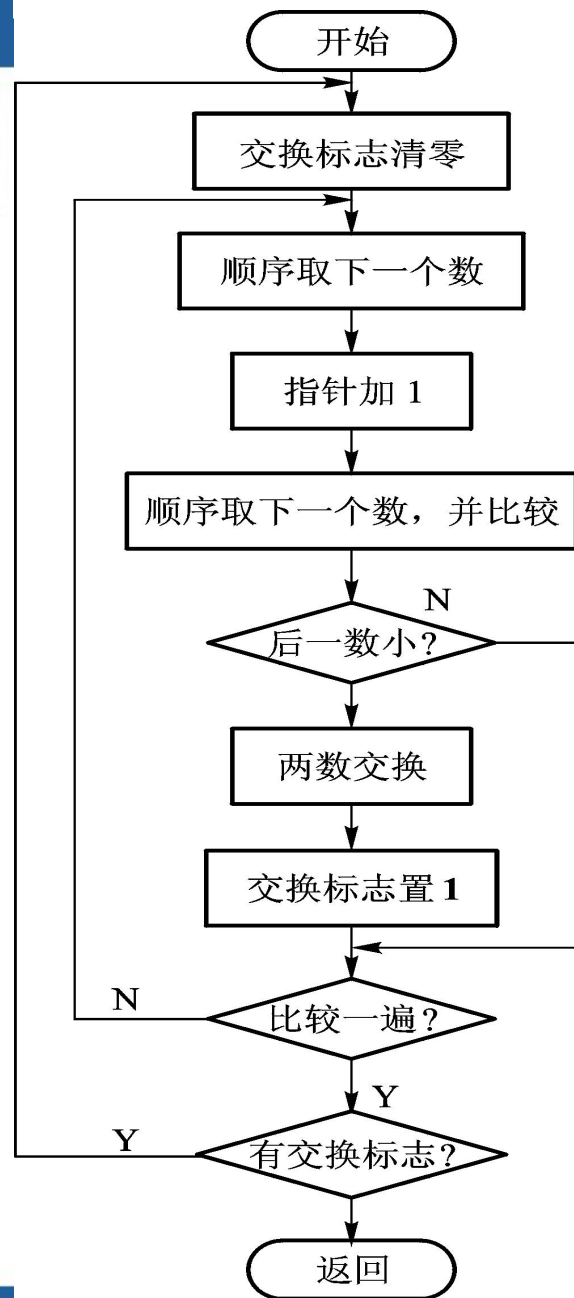 开始
交换标志清零
顺序取下一个数
指针加 1
顺序取下一个数，并比较
N
后一数小?
两数交换
交换标志置 1
N
比较一遍?
Y
Y
有交换标志?
返回